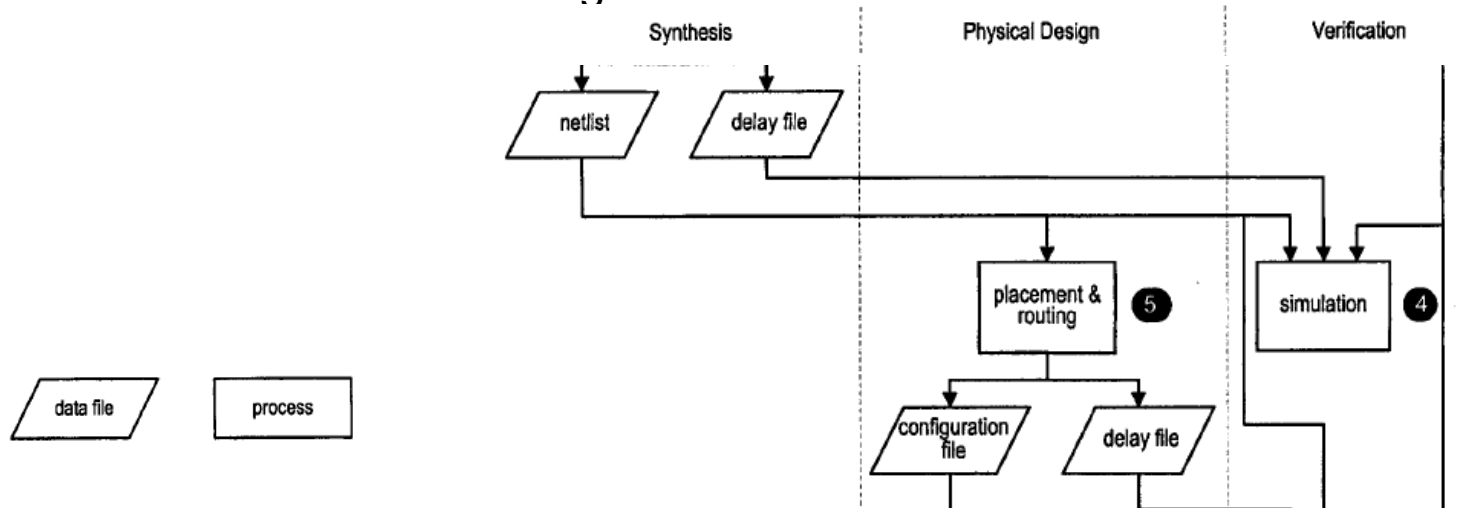 Synthesis
Physical Design
Verification
netlist
delay file
placement &
routing
5
simulation
4
data file
process
configuration
file
delay file